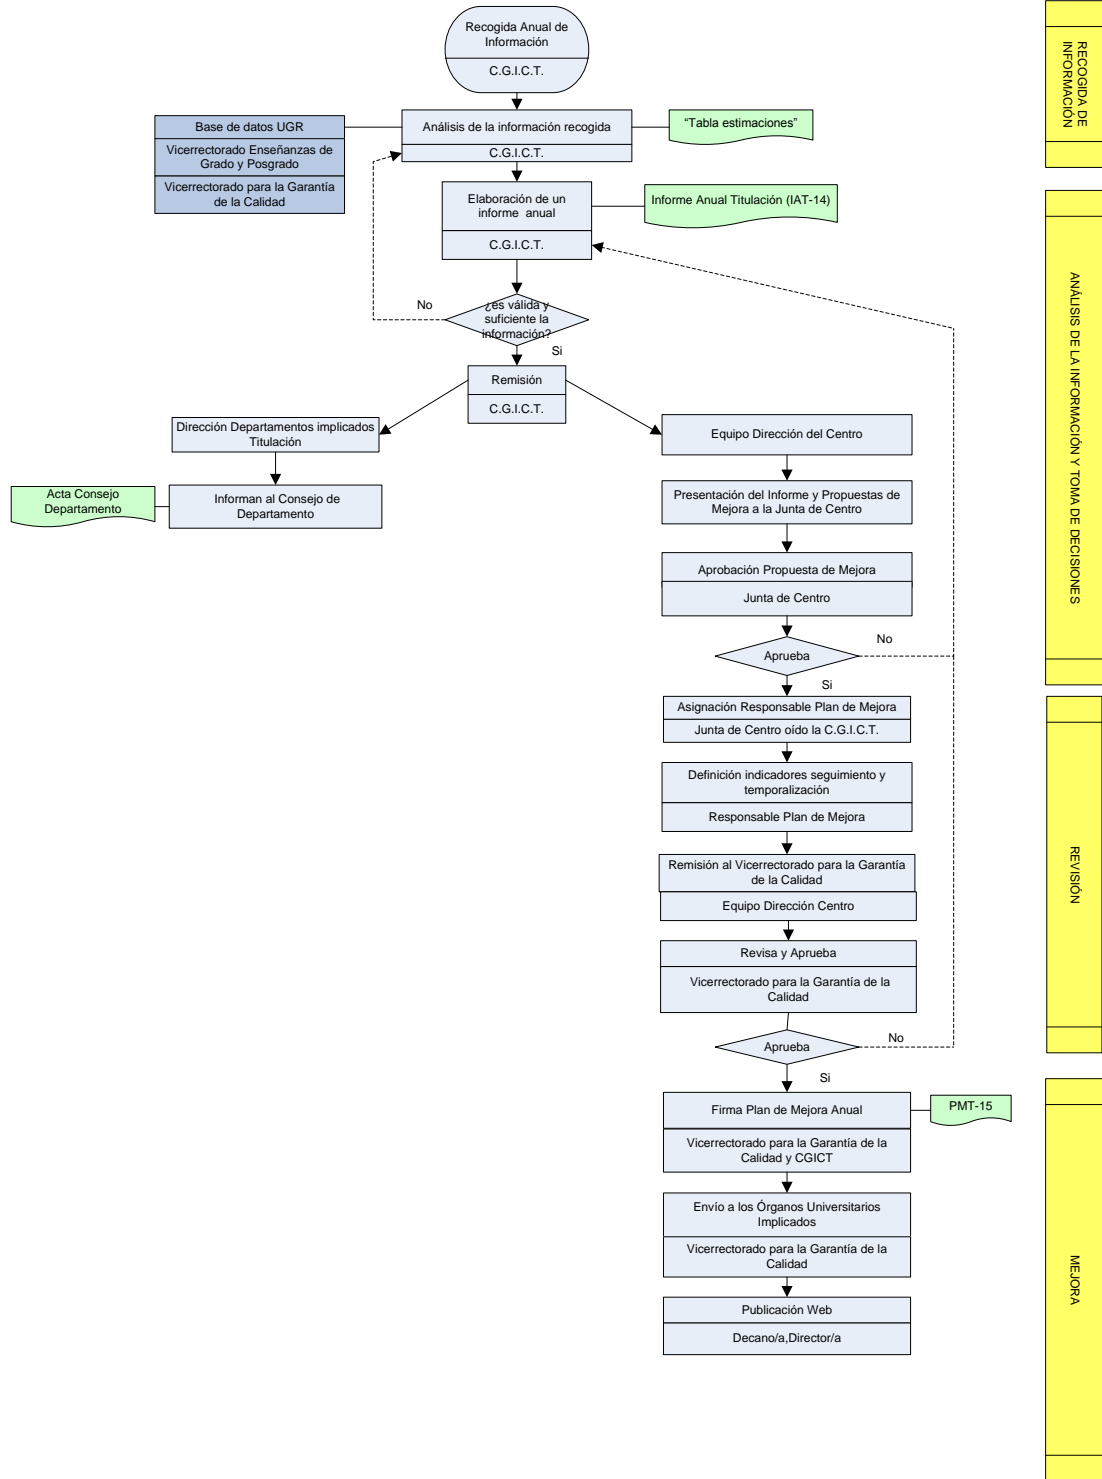 Recogida Anual de
Información
C.G.I.C.T.
RECOGIDA DE
INFORMACIÓN
Base de datos UGR
Vicerrectorado Enseñanzas de
Grado y Posgrado
Vicerrectorado para la Garantía
de la Calidad
Análisis de la información recogida
C.G.I.C.T.
“Tabla estimaciones”
Elaboración de un
informe anual
C.G.I.C.T.
Informe Anual Titulación (IAT-14)
No
¿es válida y
suficiente la
información?
Si
Remisión
C.G.I.C.T.
ANÁLISIS DE LA INFORMACIÓN Y TOMA DE DECISIONES
Dirección Departamentos implicados
Titulación
Acta Consejo
Departamento
Informan al Consejo de
Departamento
Equipo Dirección del Centro
Presentación del Informe y Propuestas de
Mejora a la Junta de Centro
Aprobación Propuesta de Mejora
Junta de Centro
Aprueba
No
Si
Asignación Responsable Plan de Mejora
Junta de Centro oído la C.G.I.C.T.
Definición indicadores seguimiento y
temporalización
Responsable Plan de Mejora
Remisión al Vicerrectorado para la Garantía
de la Calidad
Equipo Dirección Centro
REVISIÓN
Revisa y Aprueba
Vicerrectorado para la Garantía de la
Calidad
Aprueba
No
Si
Firma Plan de Mejora Anual
Vicerrectorado para la Garantía de la
Calidad y CGICT
PMT-15
Envío a los Órganos Universitarios
Implicados
Vicerrectorado para la Garantía de la
Calidad
MEJORA
Publicación Web
Decano/a,Director/a